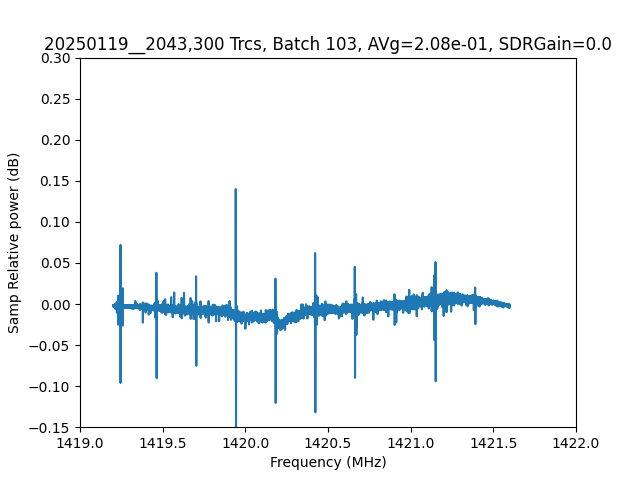 20250119__2043,300 Trcs, Batch 103, AVg=2.08e-01, SDRGain=0.0
0.30
0.25
0.20
0.15
0.10
0.05
0.00
−0.05
−0.10
−0.15
Samp Relative power (dB)
1419.0 1419.5 1420.0 1420.5 1421.0 1421.5 1422.0
Frequency (MHz)